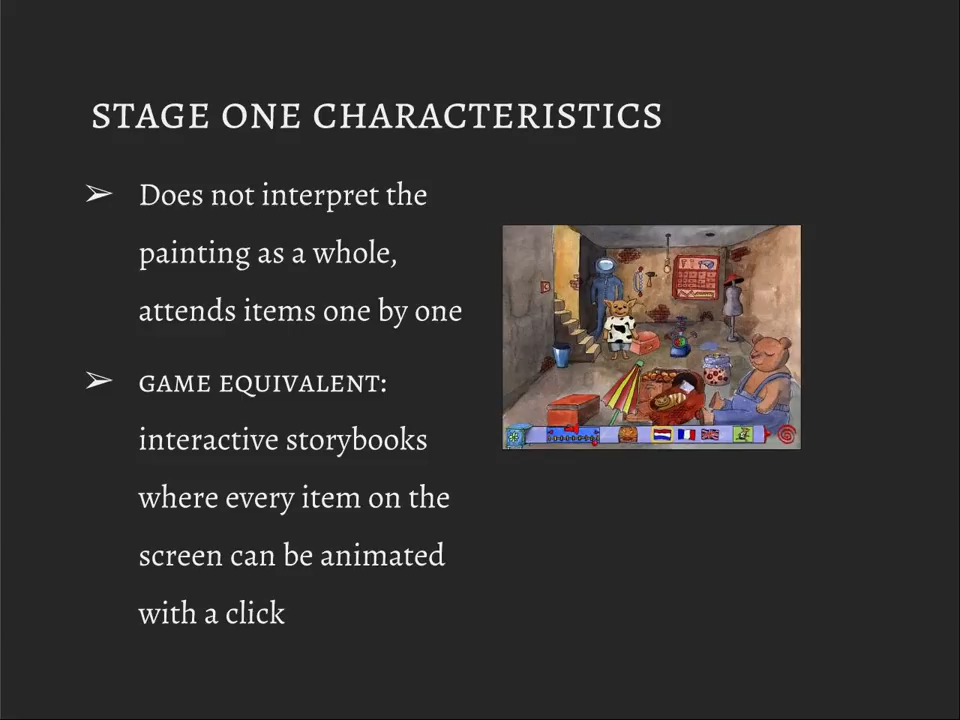 STAGE ONE CHARACTERISTICS
➢ Does not interpret the
painting as a whole,
attends items one by one
➢ GAME EQUIVALENT:
interactive storybooks
where every item on the
screen can be animated
with a click